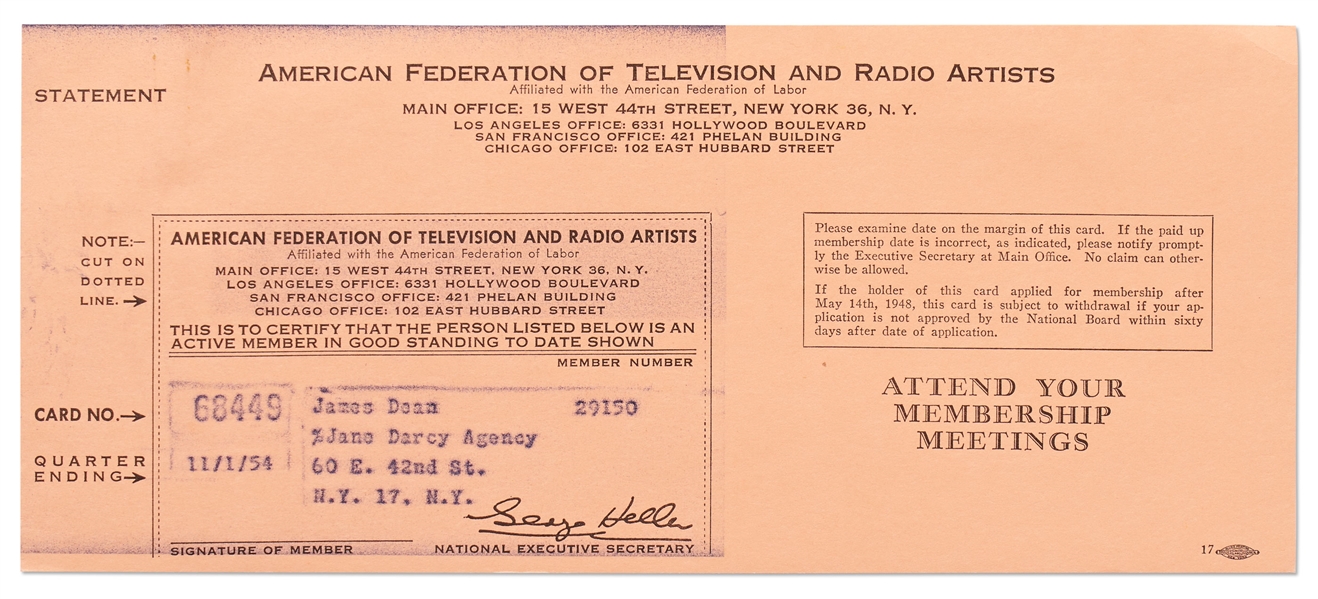 AMERICAN FEDERATION OF TELEVISION AND RADIO ARTISTS
Affiliated with the American Federation of Labor
STATEMENT
MAIN OFFICE: 15 WEST 44TH STREET, NEW YORK 36, N. Y.
LOS ANGELES OFFICE: 6331 HOLLYWOOD BOULEVARD
SAN FRANCISCO OFFICE: 421 PHELAN BUILDING
CHICAGO OFFICE: 102 EAST HUBBARD STREET
NOTE:—
CUT ON
DOTTED
LINE. →
AMERICAN FEDERATION OF TELEVISION AND RADIO ARTISTS
Affiliated with the American Federation of Labor
MAIN OFFICE: 15 WEST 44TH STREET, NEW YORK 36, N. Y.
LOS ANGELES OFFICE: 6331 HOLLYWOOD BOULEVARD
SAN FRANCISCO OFFICE: 421 PHELAN BUILDING
CHICAGO OFFICE: 102 EAST HUBBARD STREET
THIS IS TO CERTIFY THAT THE PERSON LISTED BELOW IS AN
ACTIVE MEMBER IN GOOD STANDING TO DATE SHOWN
MEMBER NUMBER
CARD NO.→ 68449 James Dean 29150
%Jane Darcy Agency
QUARTER
ENDING→ 11/1/54 60 E. 42nd St.
N.Y. 17, N.Y.
George Heller
SIGNATURE OF MEMBER NATIONAL EXECUTIVE SECRETARY
Please examine date on the margin of this card. If the paid up
membership date is incorrect, as indicated, please notify prompt-
ly the Executive Secretary at Main Office. No claim can other-
wise be allowed.
If the holder of this card applied for membership after
May 14th, 1948, this card is subject to withdrawal if your ap-
plication is not approved by the National Board within sixty
days after date of application.
ATTEND YOUR
MEMBERSHIP
MEETINGS
17